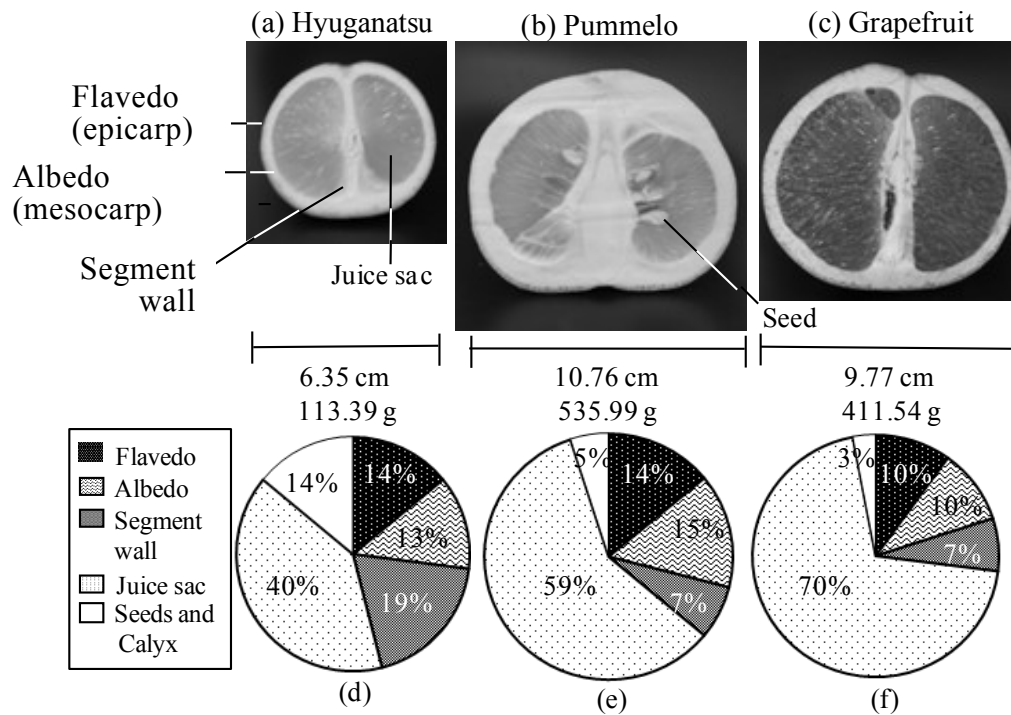 (a) Hyuganatsu
(b) Pummelo
(c) Grapefruit
Flavedo
(epicarp)
Albedo
(mesocarp)
Segment
wall
Juice sac
Seed
6.35 cm
113.39 g
10.76 cm
535.99 g
9.77 cm
411.54 g
Flavedo
Albedo
Segment
wall
Juice sac
Seeds and
Calyx
14%
14%
13%
40%
19%
(d)
5%
14%
15%
59%
7%
(e)
3%
10%
10%
7%
70%
(f)